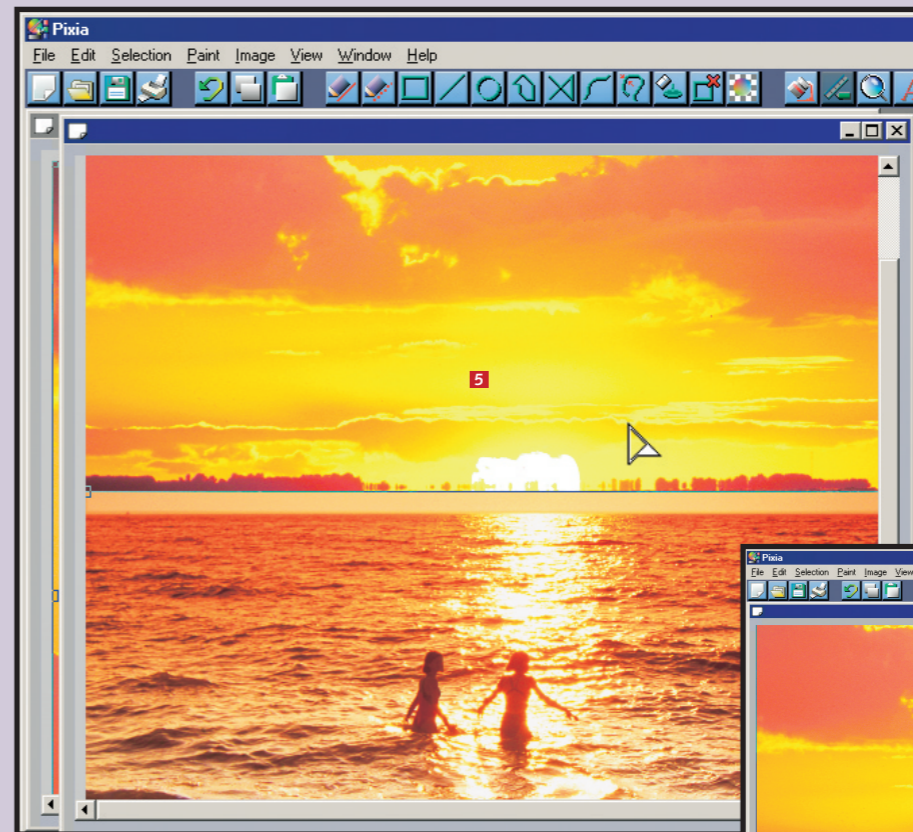 Pixia
File Edit Selection Paint Image View Window Help
5
Pixia
File Edit Selection Paint Image View